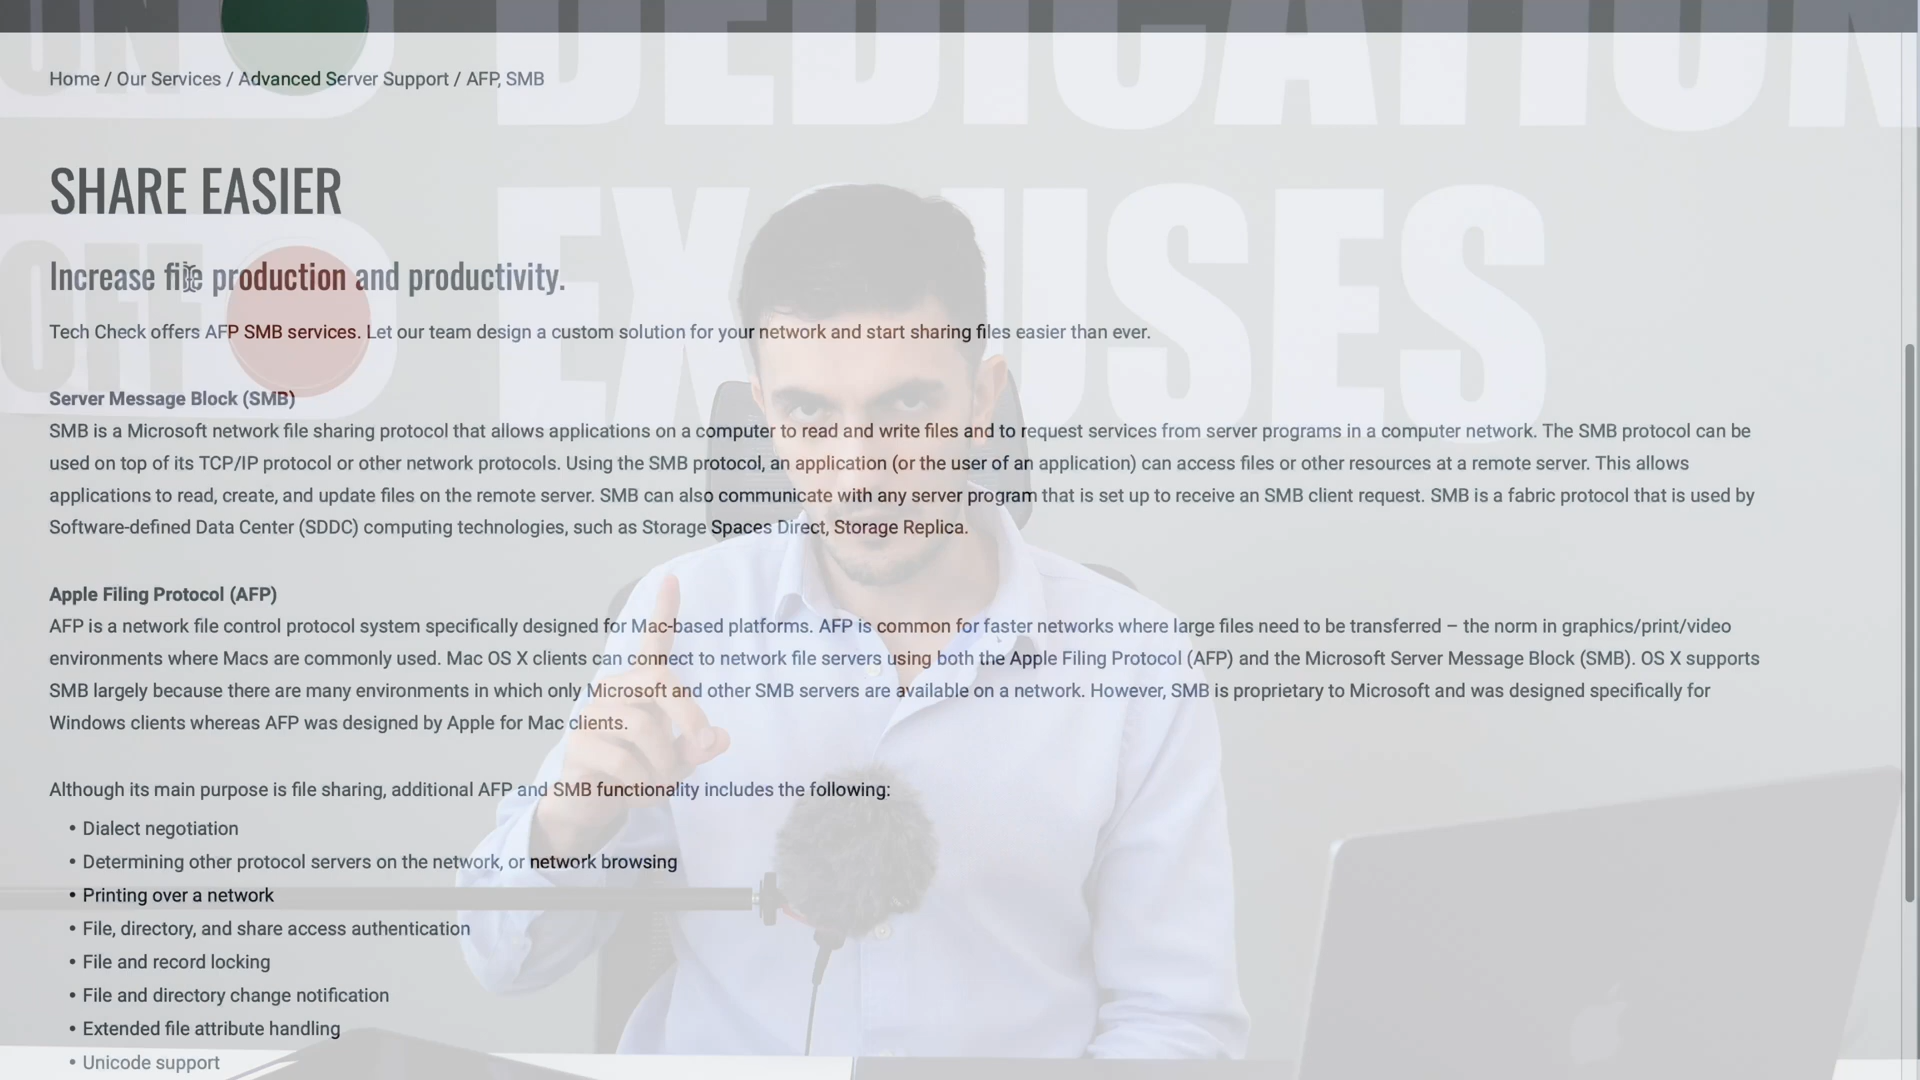 ON DEDICATION
Home / Our Services / Advanced Server Support / AFP, SMB
SHARE EASIER
OFF EXCUSES
Increase file production and productivity.
Tech Check offers AFP SMB services. Let our team design a custom solution for your network and start sharing files easier than ever.
Server Message Block (SMB)
SMB is a Microsoft network file sharing protocol that allows applications on a computer to read and write files and to request services from server programs in a computer network. The SMB protocol can be
used on top of its TCP/IP protocol or other network protocols. Using the SMB protocol, an application (or the user of an application) can access files or other resources at a remote server. This allows
applications to read, create, and update files on the remote server. SMB can also communicate with any server program that is set up to receive an SMB client request. SMB is a fabric protocol that is used by
Software-defined Data Center (SDDC) computing technologies, such as Storage Spaces Direct, Storage Replica.
Apple Filing Protocol (AFP)
AFP is a network file control protocol system specifically designed for Mac-based platforms. AFP is common for faster networks where large files need to be transferred – the norm in graphics/print/video
environments where Macs are commonly used. Mac OS X clients can connect to network file servers using both the Apple Filing Protocol (AFP) and the Microsoft Server Message Block (SMB). OS X supports
SMB largely because there are many environments in which only Microsoft and other SMB servers are available on a network. However, SMB is proprietary to Microsoft and was designed specifically for
Windows clients whereas AFP was designed by Apple for Mac clients.
Although its main purpose is file sharing, additional AFP and SMB functionality includes the following:
• Dialect negotiation
• Determining other protocol servers on the network, or network browsing
• Printing over a network
• File, directory, and share access authentication
• File and record locking
• File and directory change notification
• Extended file attribute handling
• Unicode support